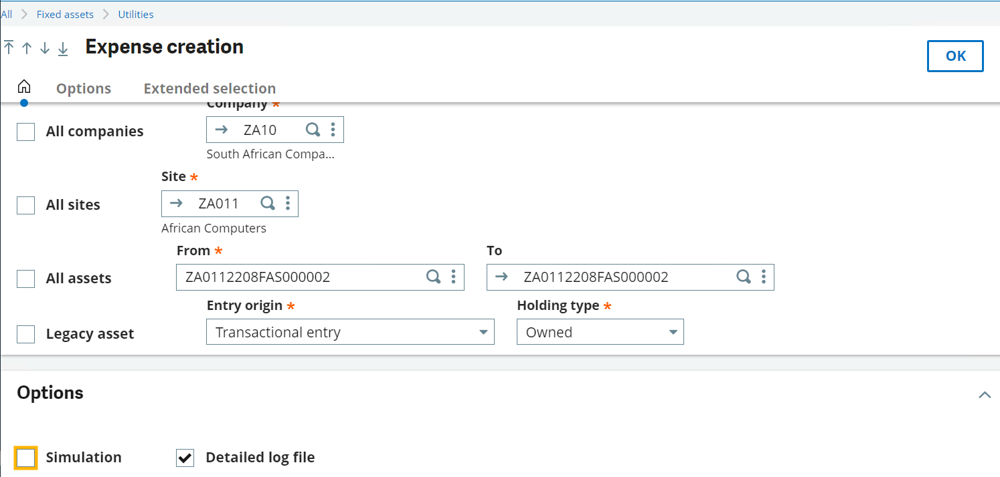 All > Fixed assets > Utilities
Expense creation
OK
Options Extended selection
Company *
All companies ZA10
South African Compa...
Site *
All sites ZA011
African Computers
From * To
All assets ZA0112208FAS000002 ZA0112208FAS000002
Entry origin * Holding type *
Legacy asset Transactional entry Owned
Options
Simulation Detailed log file